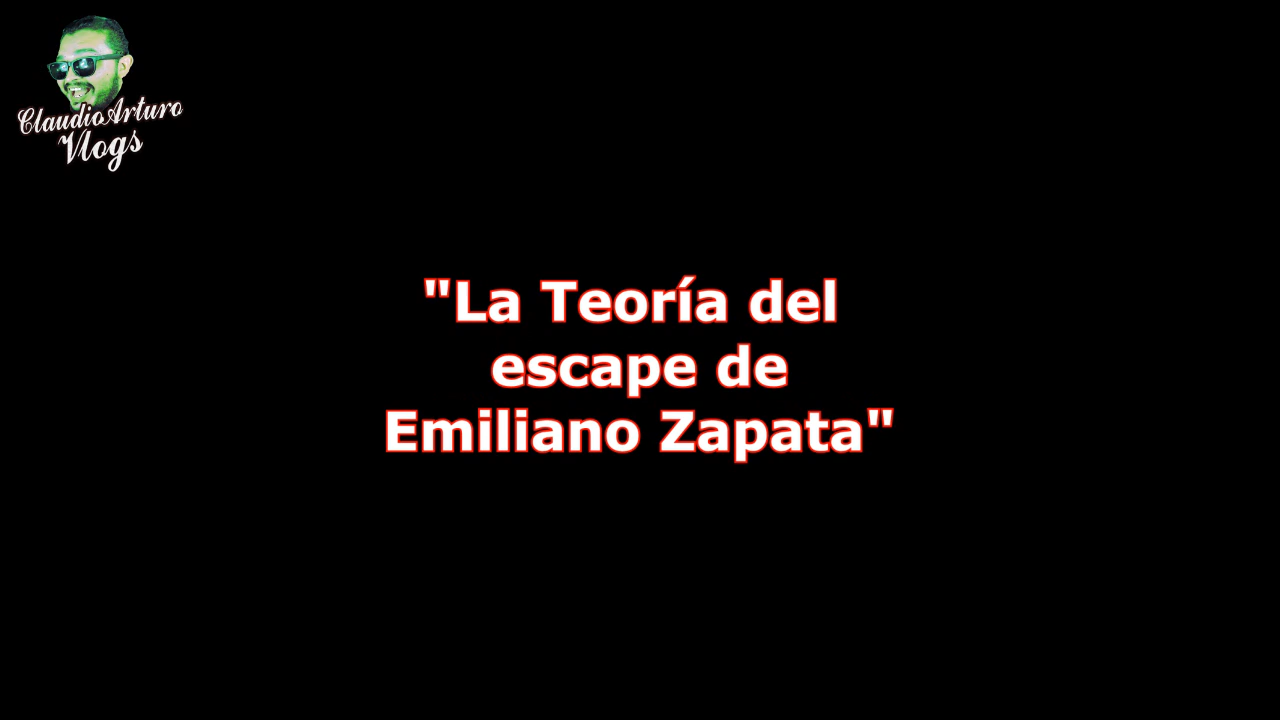 ClaudioArturo
Vlogs
"La Teoría del
escape de
Emiliano Zapata"